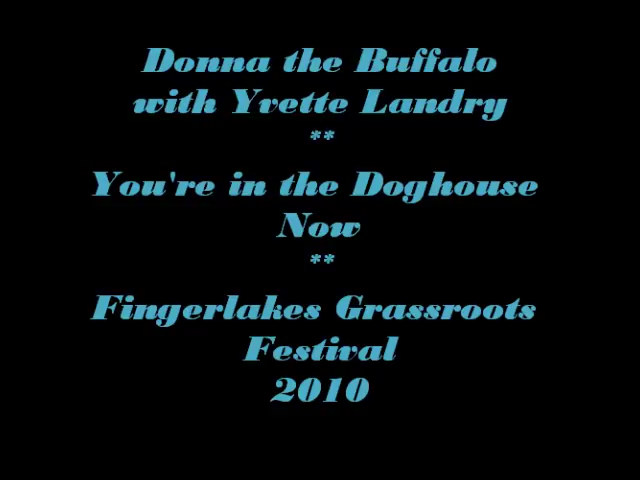 Donna the Buffalo
with Yvette Landry
**
You're in the Doghouse
Now
**
Fingerlakes Grassroots
Festival
2010